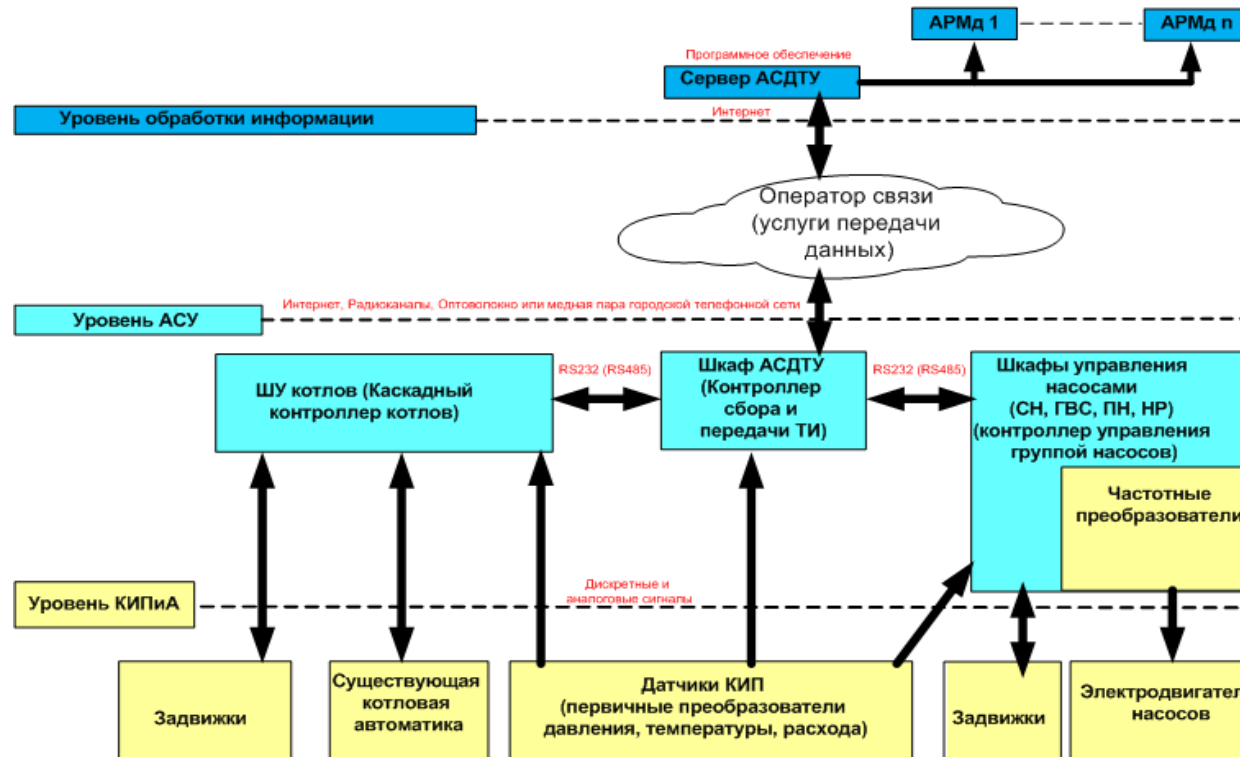 АРМд 1
АРМд n
Программное обеспечение
Сервер АСДТУ
Уровень обработки информации
Интернет
Оператор связи
(услуги передачи
данных)
Интернет, Радиоканалы, Оптоволокно или медная пара городской телефонной сети
Уровень АСУ
ШУ котлов (Каскадный
контроллер котлов)
RS232 (RS485)
Шкаф АСДТУ
(Контроллер
сбора и
передачи ТИ)
RS232 (RS485)
Шкафы управления
насосами
(СН, ГВС, ПН, НР)
(контроллер управления
группой насосов)
Частотные
преобразователи
Уровень КИПиА
Дискретные и
аналоговые сигналы
Задвижки
Существующая
котловая
автоматика
Датчики КИП
(первичные преобразователи
давления, температуры, расхода)
Задвижки
Электродвигател
насосов